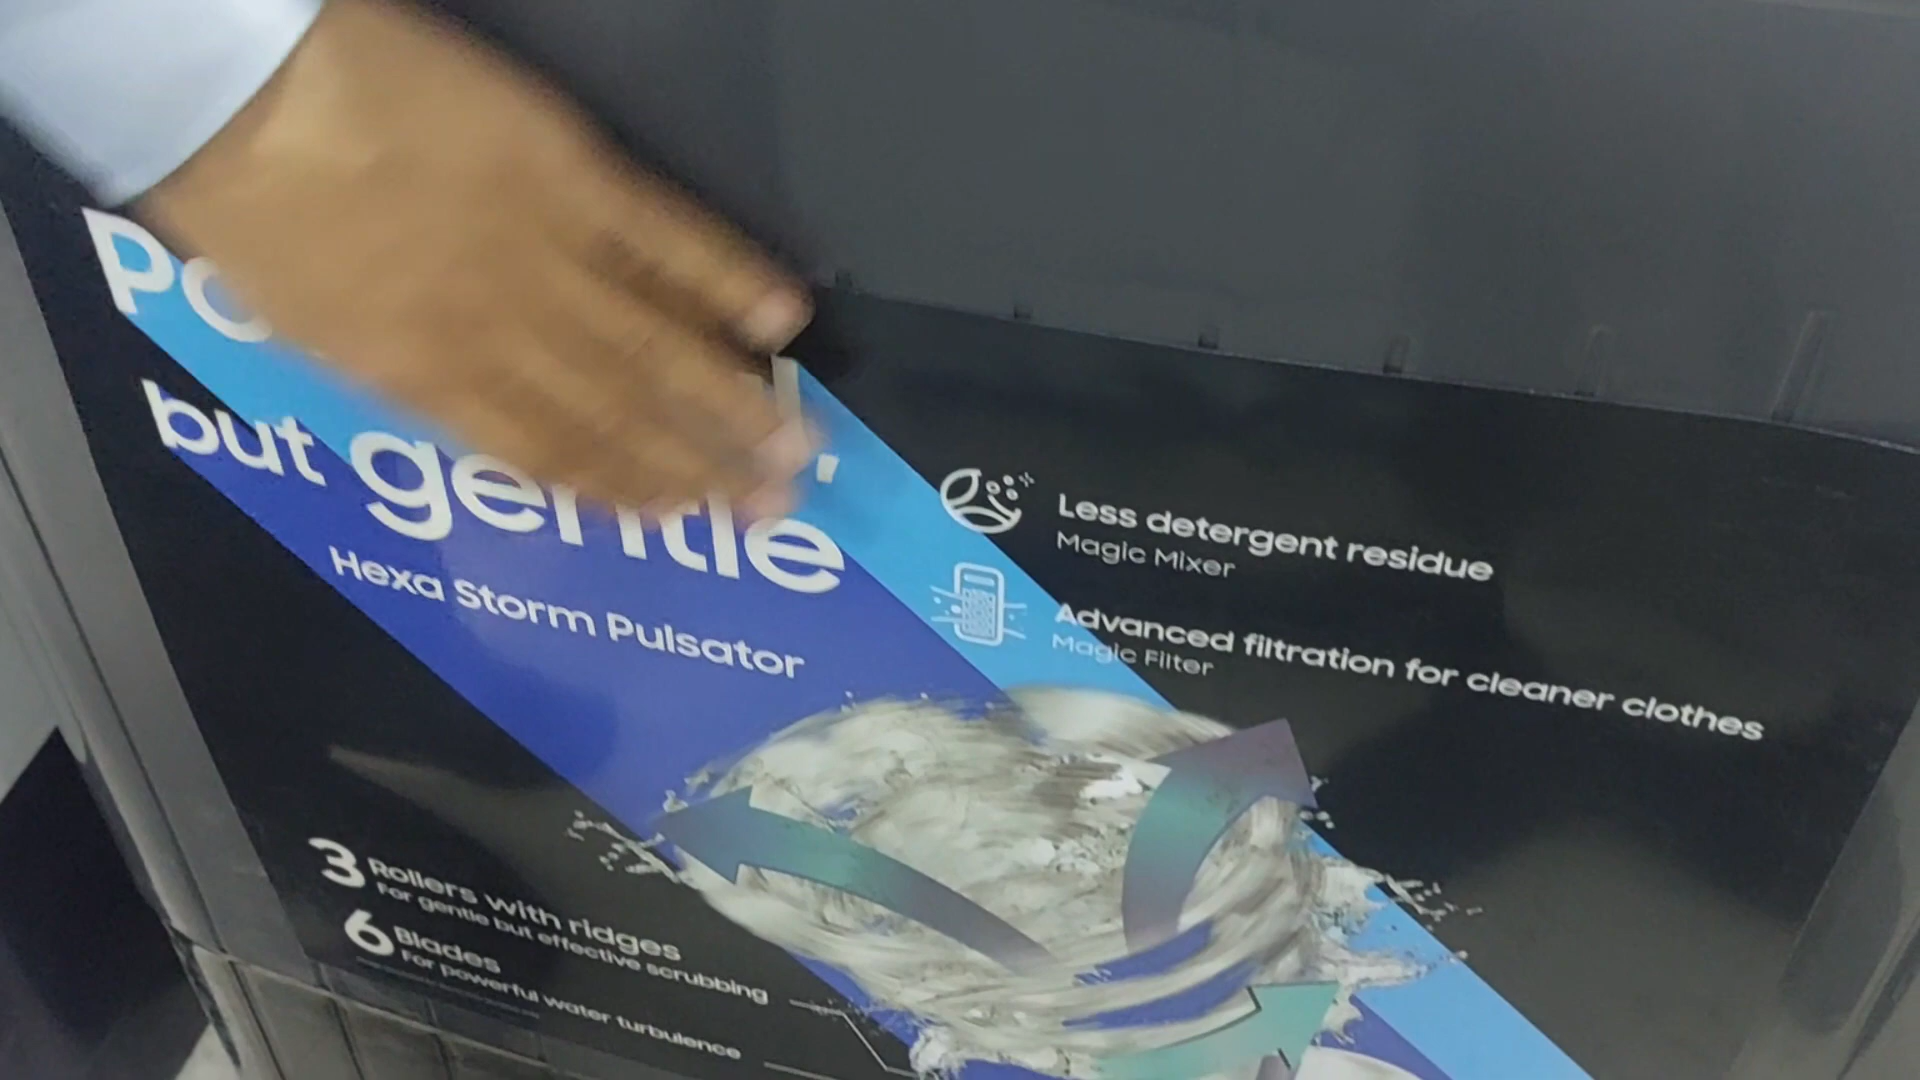 but gentle
Hexa Storm Pulsator
Less detergent residue
Magic Mixer
Advanced filtration for cleaner clothes
Magic Filter
3 Rollers with ridges
For gentle but effective scrubbing
6 Blades
For powerful water turbulence